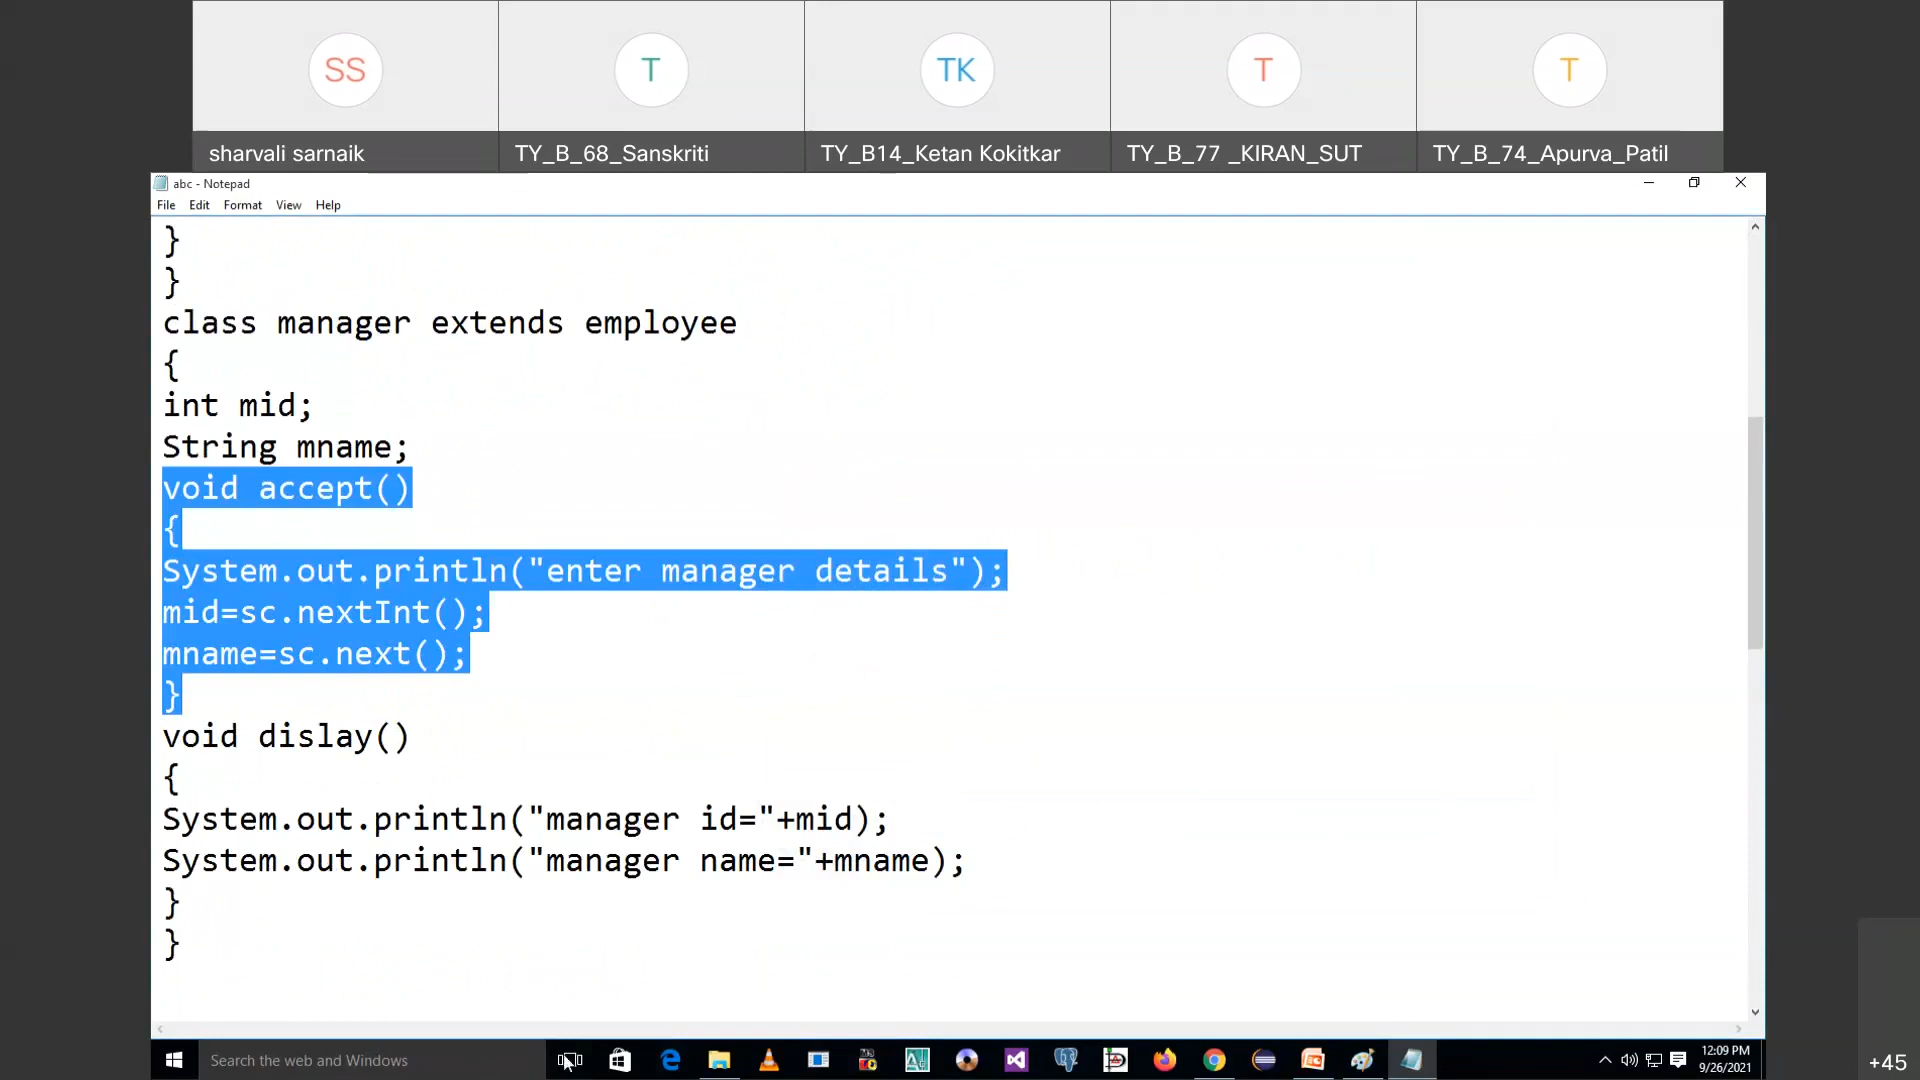 SS
T
TK
T
T
sharvali sarnaik
TY_B_68_Sanskriti
TY_B14_Ketan Kokitkar
TY_B_77 _KIRAN_SUT
TY_B_74_Apurva_Patil
abc - Notepad
File Edit Format View Help
}
}
class manager extends employee
{
int mid;
String mname;
void accept()
{
System.out.println("enter manager details");
mid=sc.nextInt();
mname=sc.next();
}
void dislay()
{
System.out.println("manager id="+mid);
System.out.println("manager name="+mname);
}
}
Search the web and Windows
12:09 PM
9/26/2021
+45